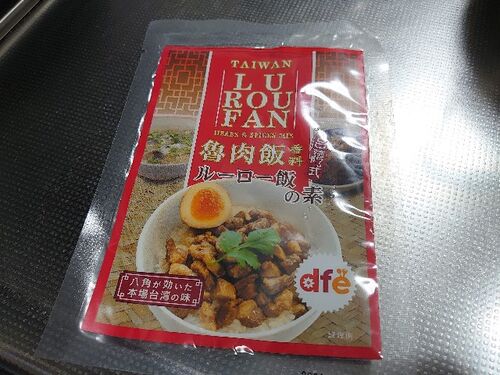 TAIWAN
LU
ROU
FAN
HERBS & SPICES MIX
魯肉飯香料
ルーロー飯
の素
八角が効いた
本場台湾の味
dfe